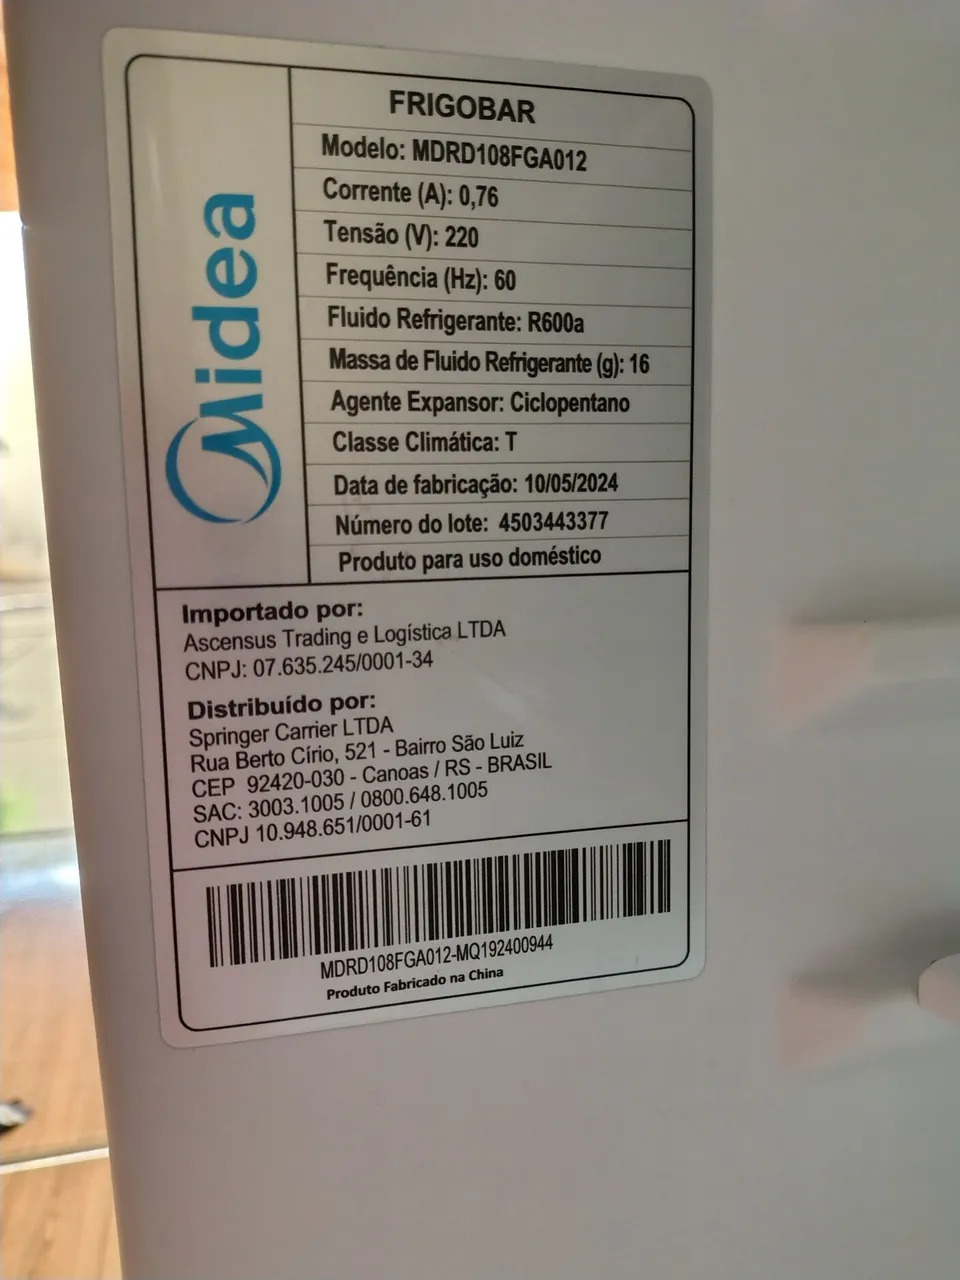 Midea
FRIGOBAR
Modelo: MDRD108FGA012
Corrente (A): 0,76
Tensão (V): 220
Frequência (Hz): 60
Fluido Refrigerante: R600a
Massa de Fluido Refrigerante (g): 16
Agente Expansor: Ciclopentano
Classe Climática: T
Data de fabricação: 10/05/2024
Número do lote: 4503443377
Produto para uso doméstico
Importado por:
Ascensus Trading e Logística LTDA
CNPJ: 07.635.245/0001-34
Distribuído por:
Springer Carrier LTDA
Rua Berto Círio, 521 - Bairro São Luiz
CEP 92420-030 - Canoas / RS - BRASIL
SAC: 3003.1005 / 0800.648.1005
CNPJ 10.948.651/0001-61
MDRD108FGA012-MQ192400944
Produto Fabricado na China